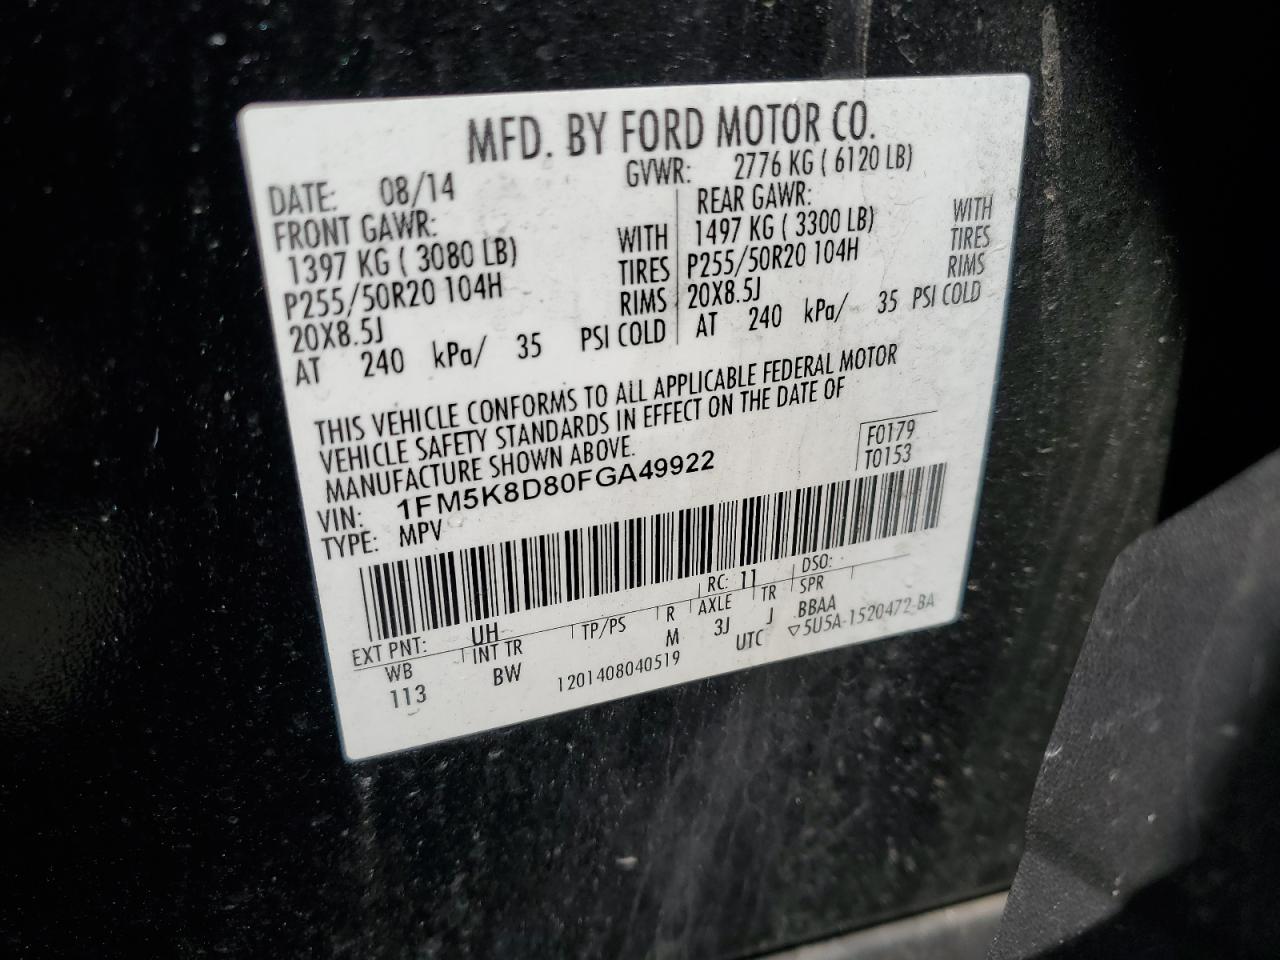 MFD. BY FORD MOTOR CO.
DATE: 08/14 GVWR: 2776 KG ( 6120 LB)
FRONT GAWR: REAR GAWR:
1397 KG ( 3080 LB) WITH 1497 KG ( 3300 LB) WITH
P255/50R20 104H TIRES P255/50R20 104H TIRES
20X8.5J RIMS 20X8.5J RIMS
AT 240 kPa/ 35 PSI COLD AT 240 kPa/ 35 PSI COLD
THIS VEHICLE CONFORMS TO ALL APPLICABLE FEDERAL MOTOR
VEHICLE SAFETY STANDARDS IN EFFECT ON THE DATE OF
MANUFACTURE SHOWN ABOVE.
F0179
T0153
VIN: 1FM5K8D80FGA49922
TYPE: MPV
EXT PNT: UH RC: 11 DSO:
WB INT TR TP/PS R AXLE TR SPR
113 BW M 3J J BBAA
1201408040519 UTC ▽5U5A-1520472-BA